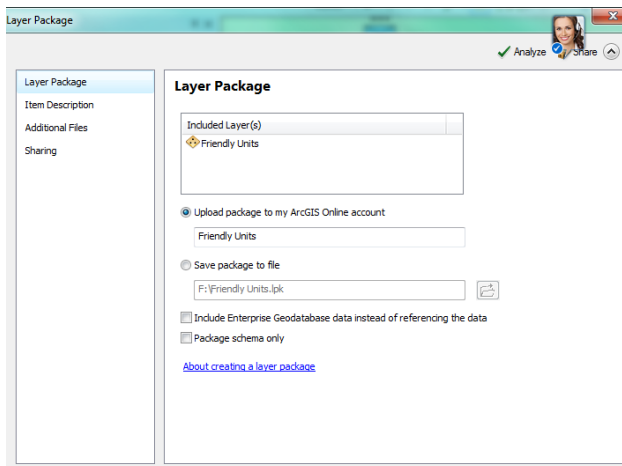 Layer Package
Analyze
Share
Layer Package
Item Description
Additional Files
Sharing
Layer Package
Included Layer(s)
Friendly Units
Upload package to my ArcGIS Online account
Friendly Units
Save package to file
F:\Friendly Units.lpk
Include Enterprise Geodatabase data instead of referencing the data
Package schema only
About creating a layer package